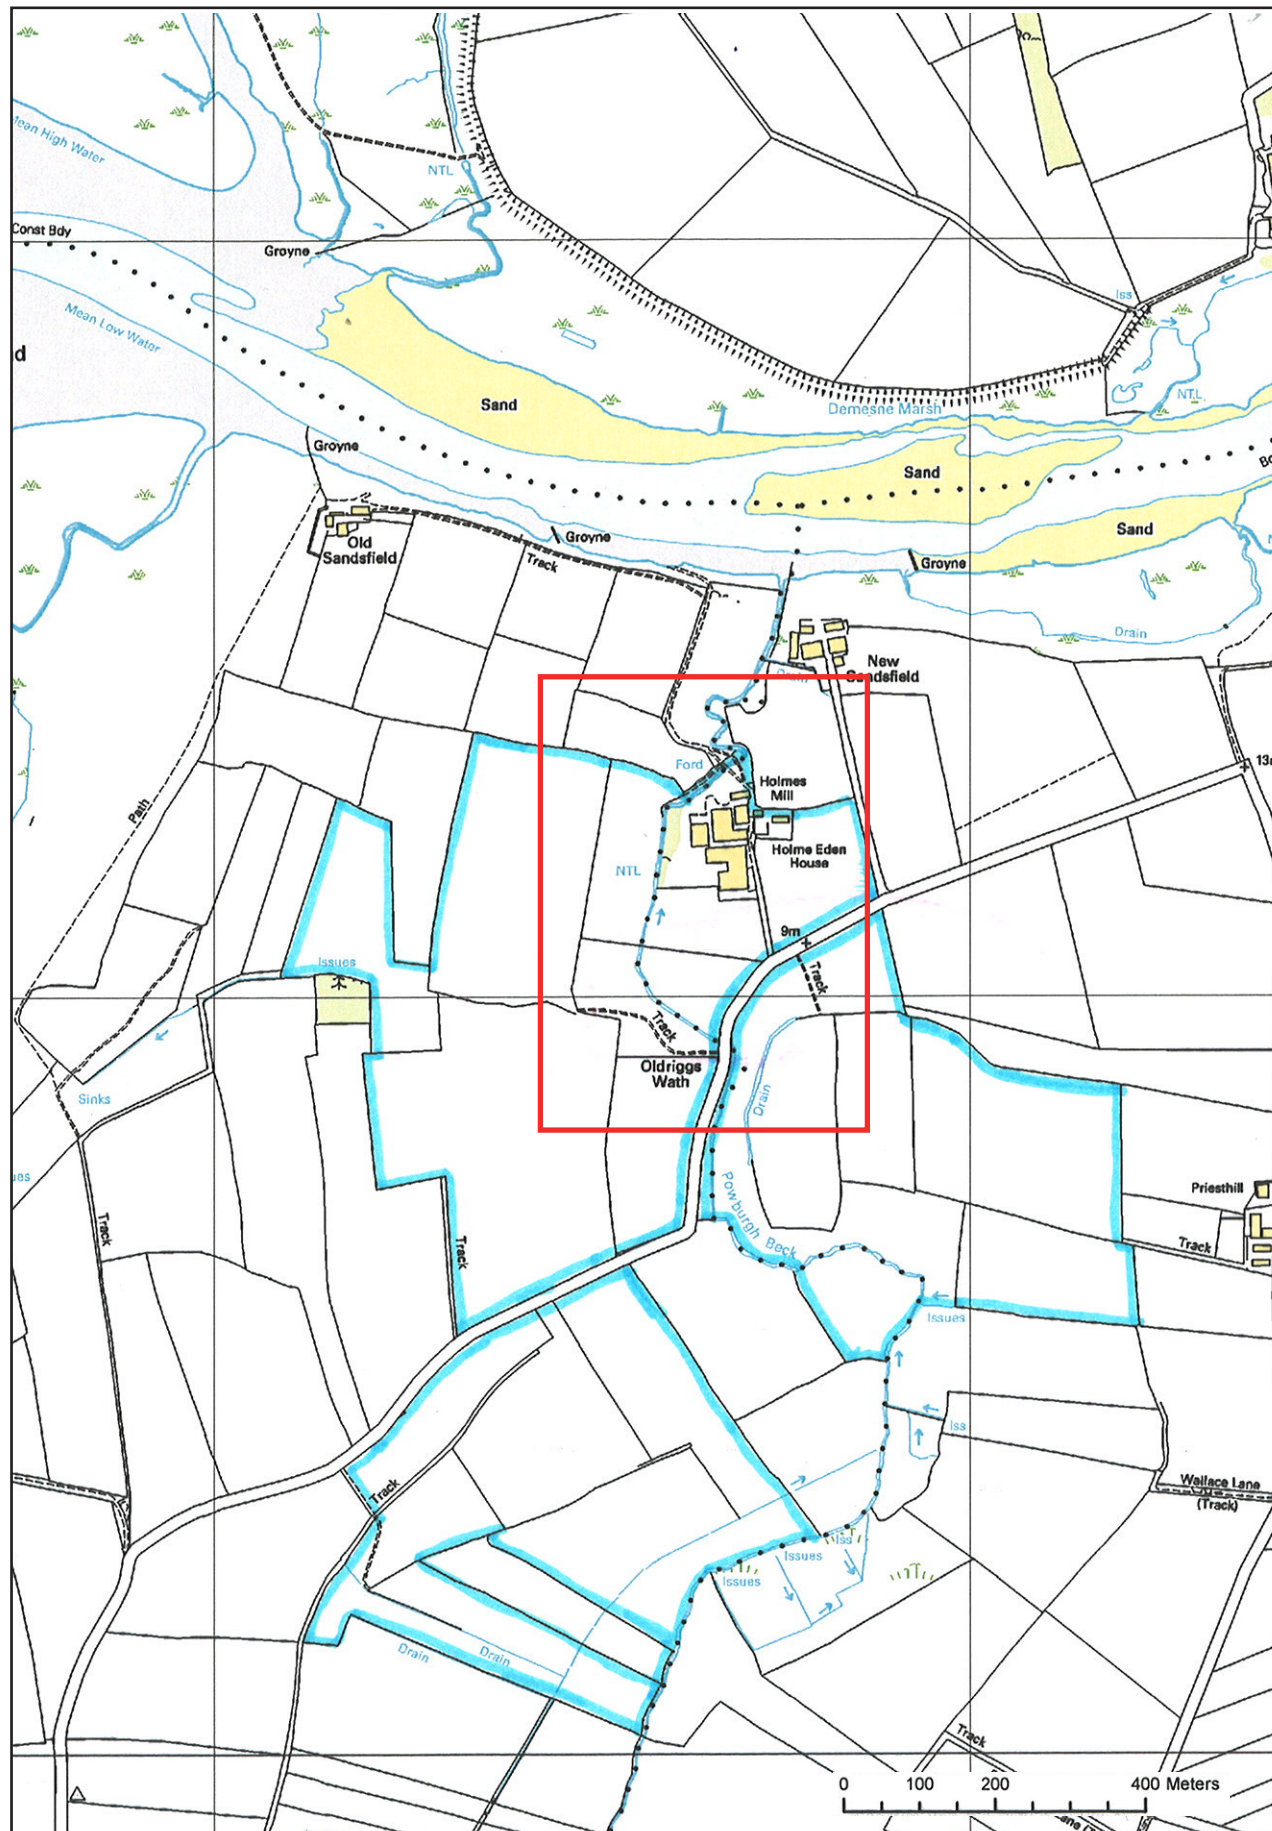 Mean High Water
NTL
Const Bdy
Groyne
Iss
Mean Low Water
d
Sand
NTL
Demesne Marsh
Groyne
Sand
Sand
Old
Sandsfield
Groyne
Groyne
Track
Drain
New
Sandsfield
Drain
Ford
Holmes
Mill
13
Path
Holme Eden
House
NTL
9m
Issues
Track
Track
Oldriggs
Wath
Drain
Sinks
Powburgh Beck
Priesthill
Track
Track
Track
Issues
Iss
Track
Wallace Lane
(Track)
Iss
Issues
Issues
Drain
Drain
Track
0 100 200 400 Meters